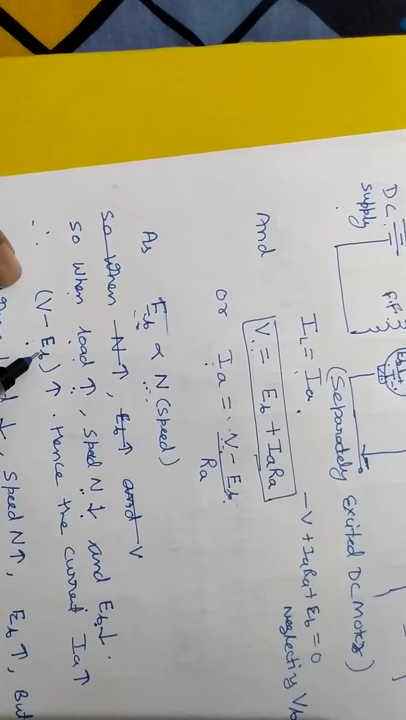 DC
supply
(Separately Excited DC Motor)
IL = Ia.
-V + IaRa + Eb = 0
And
V = Eb + IaRa
neglecting Vb
or Ia = V - Eb / Ra
As Eb ∝ N (Speed)
So when N↑, Eb↑ and V
So when load↑, speed N↓ and Eb↓.
∴ (V - Eb)↑. Hence the current Ia↑
↓, Speed N↑, Eb↑, But